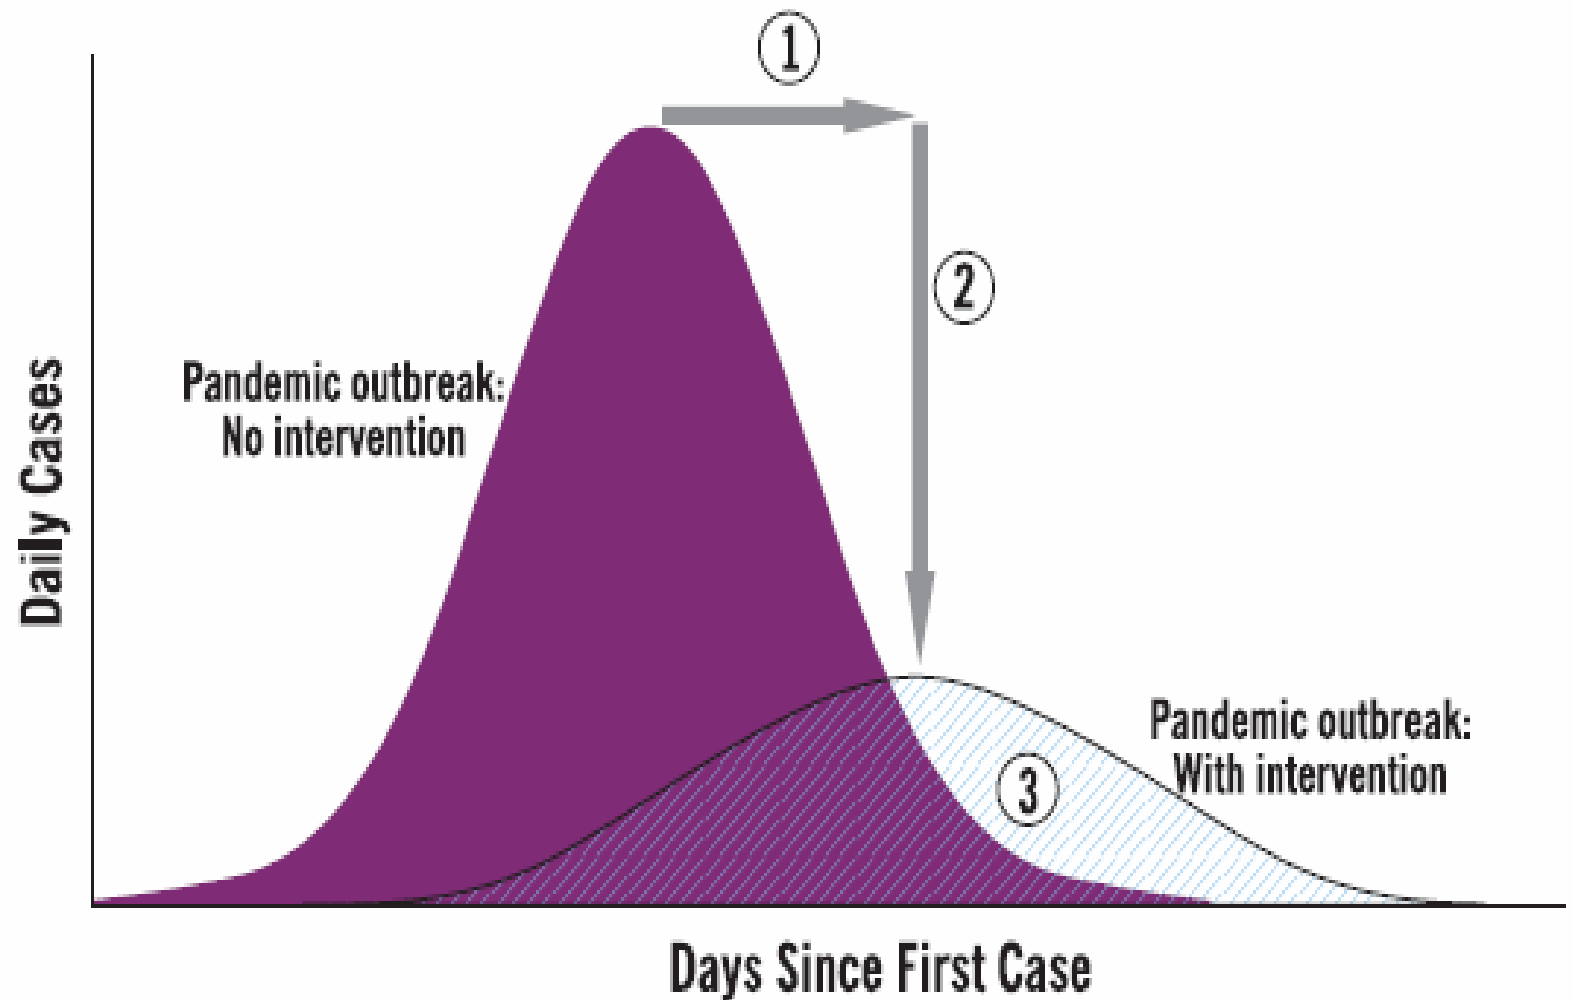 ①
②
Pandemic outbreak:
No intervention
Daily Cases
Pandemic outbreak:
With intervention
③
Days Since First Case